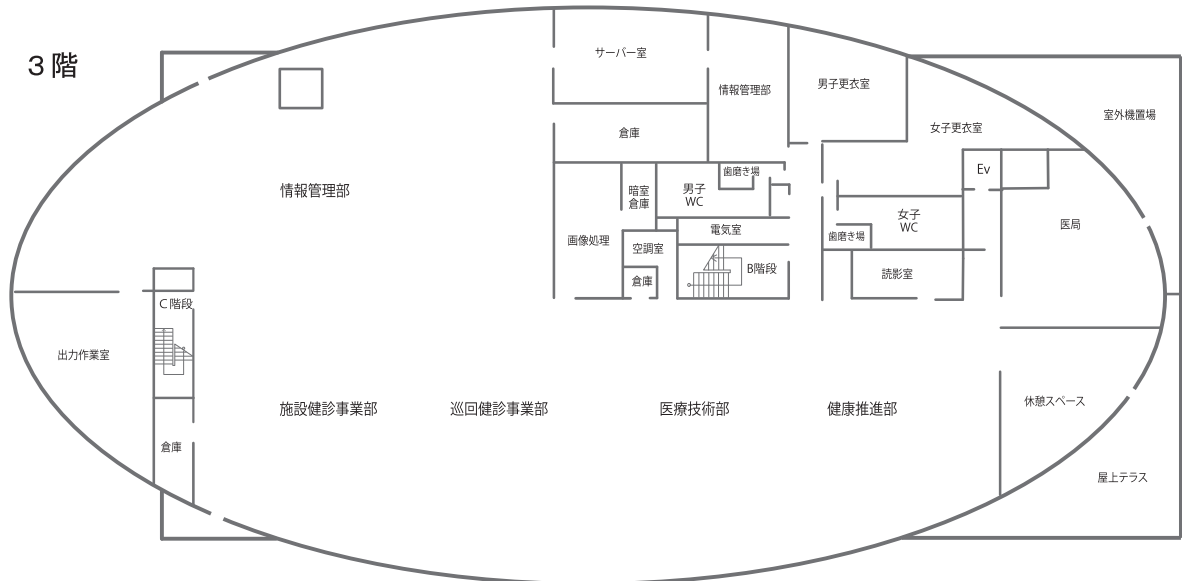 3階
サーバー室
情報管理部
男子更衣室
室外機置場
倉庫
女子更衣室
歯磨き場
Ev
情報管理部
暗室
倉庫
男子
WC
女子
WC
医局
電気室
歯磨き場
画像処理
空調室
B階段
読影室
倉庫
C階段
出力作業室
施設健診事業部
巡回健診事業部
医療技術部
健康推進部
休憩スペース
倉庫
屋上テラス